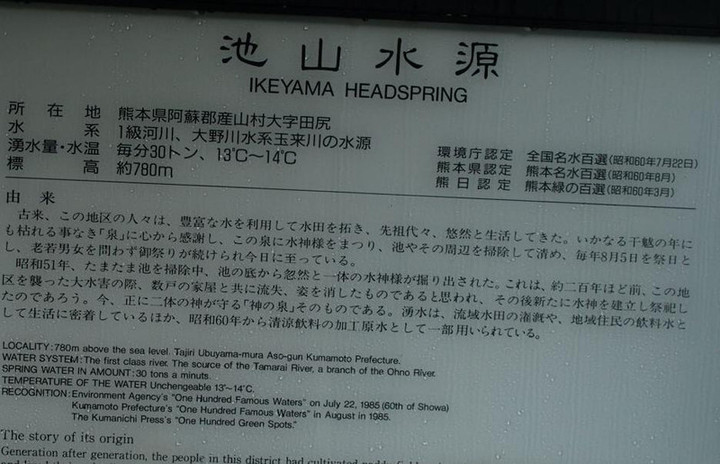 池山水源
IKEYAMA HEADSPRING
所在地 熊本県阿蘇郡産山村大字田尻
水系 1級河川、大野川水系玉来川の水源
湧水量・水温 毎分30トン、13℃〜14℃
標高 約780m
環境庁認定 全国名水百選(昭和60年7月22日)
熊本県認定 熊本名水百選(昭和60年8月)
熊日認定 熊本緑の百選(昭和60年3月)
由来
古来、この地区の人々は、豊富な水を利用して水田を拓き、先祖代々、悠然と生活してきた。いかなる干魃の年に
も枯れる事なき「泉」に心から感謝し、この泉に水神様をまつり、池やその周辺を掃除して清め、毎年8月5日を祭日と
し、老若男女を問わず御祭りが続けられ今日に至っている。
昭和51年、たまたま池を掃除中、池の底から忽然と一体の水神様が掘り出された。これは、約二百年ほど前、この地
区を襲った大水害の際、数戸の家屋と共に流失、姿を消したものであると思われ、その後新たに水神を建立し祭祀し
たのであろう。今、正に二体の神が守る「神の泉」そのものである。湧水は、流域水田の潅漑や、地域住民の飲料水と
して生活に密着しているほか、昭和60年から清涼飲料の加工原水として一部用いられている。
LOCALITY:780m above the sea level. Tajiri Ubuyama-mura Aso-gun Kumamoto Prefecture.
WATER SYSTEM:The first class river. The source of the Tamarai River, a branch of the Ohno River.
SPRING WATER IN AMOUNT:30 tons a minuts.
TEMPERATURE OF THE WATER Unchengeable 13°~14°C.
RECOGNITION:Environment Agency's "One Hundred Famous Waters" on July 22, 1985 (60th of Showa)
Kumamoto Prefecture's "One Hundred Famous Waters" in August in 1985.
The Kumanichi Press's "One Hundred Green Spots."
The story of its origin
Generation after generation, the people in this district had cultivated